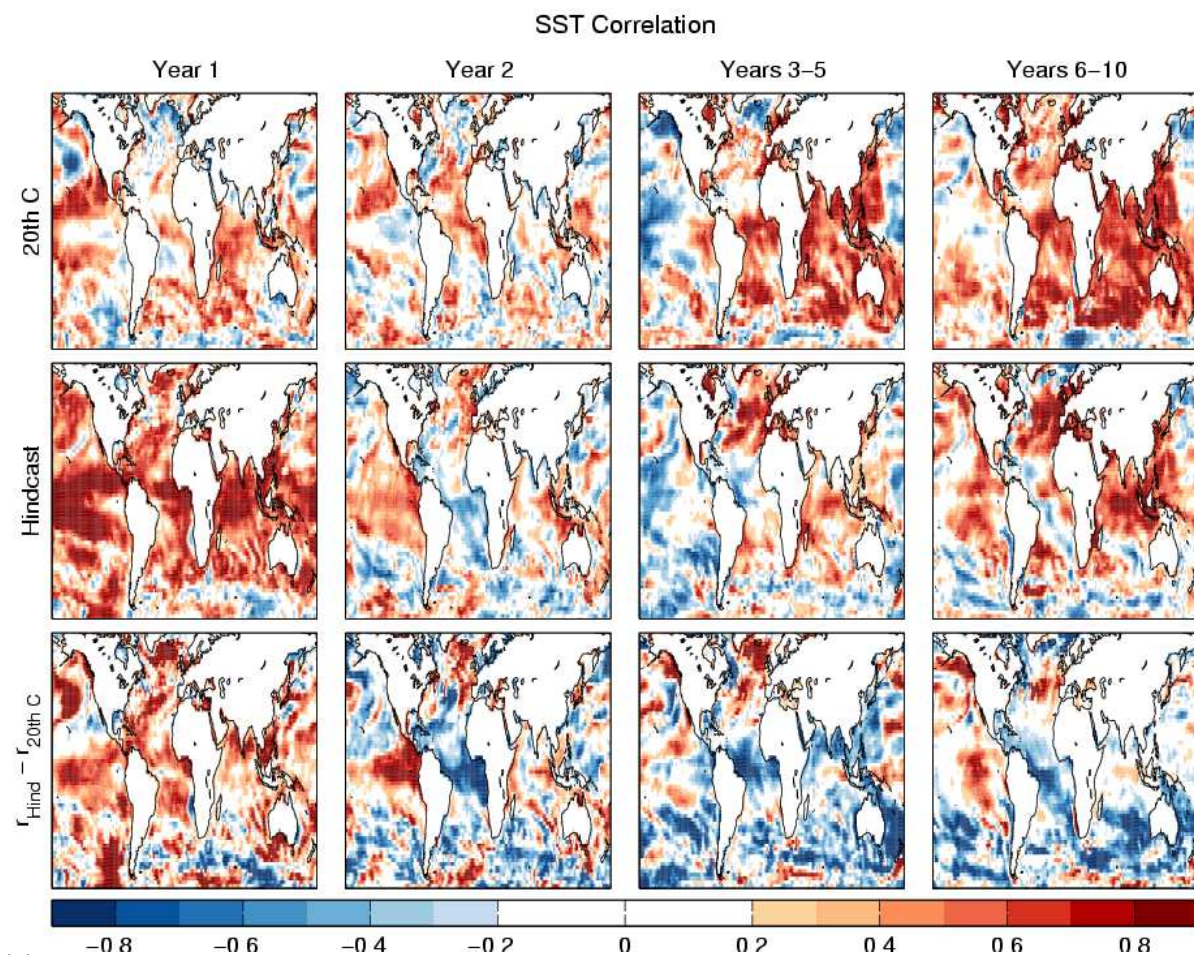 SST Correlation
Year 1 Year 2 Years 3−5 Years 6−10
20th C
Hindcast
rHind − r20th C
−0.8 −0.6 −0.4 −0.2 0 0.2 0.4 0.6 0.8